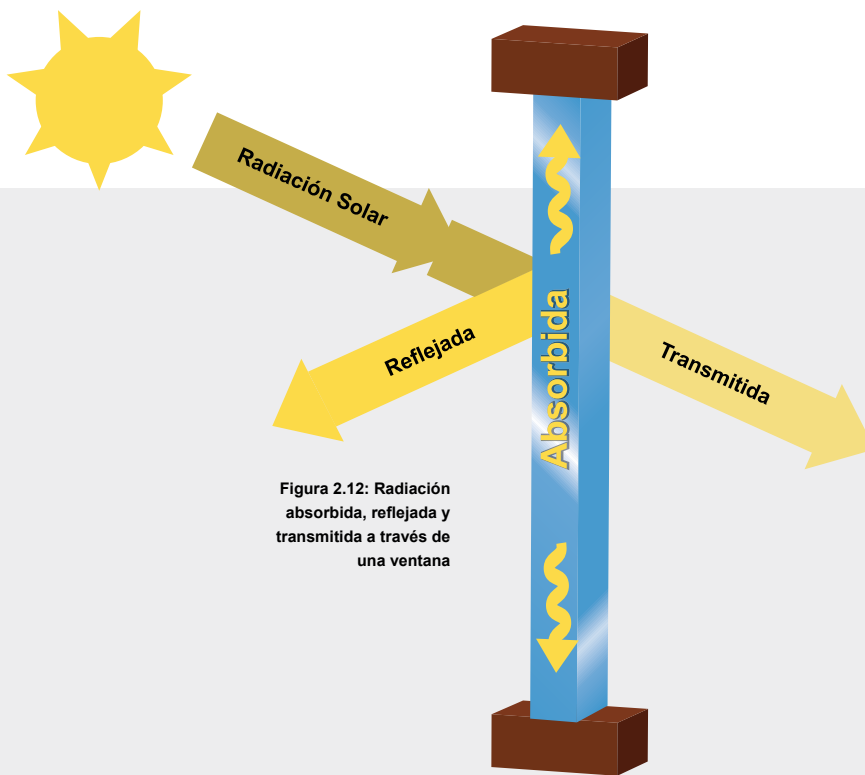 Radiación Solar
Reflejada
Absorbida
Transmitida
Figura 2.12: Radiación
absorbida, reflejada y
transmitida a través de
una ventana